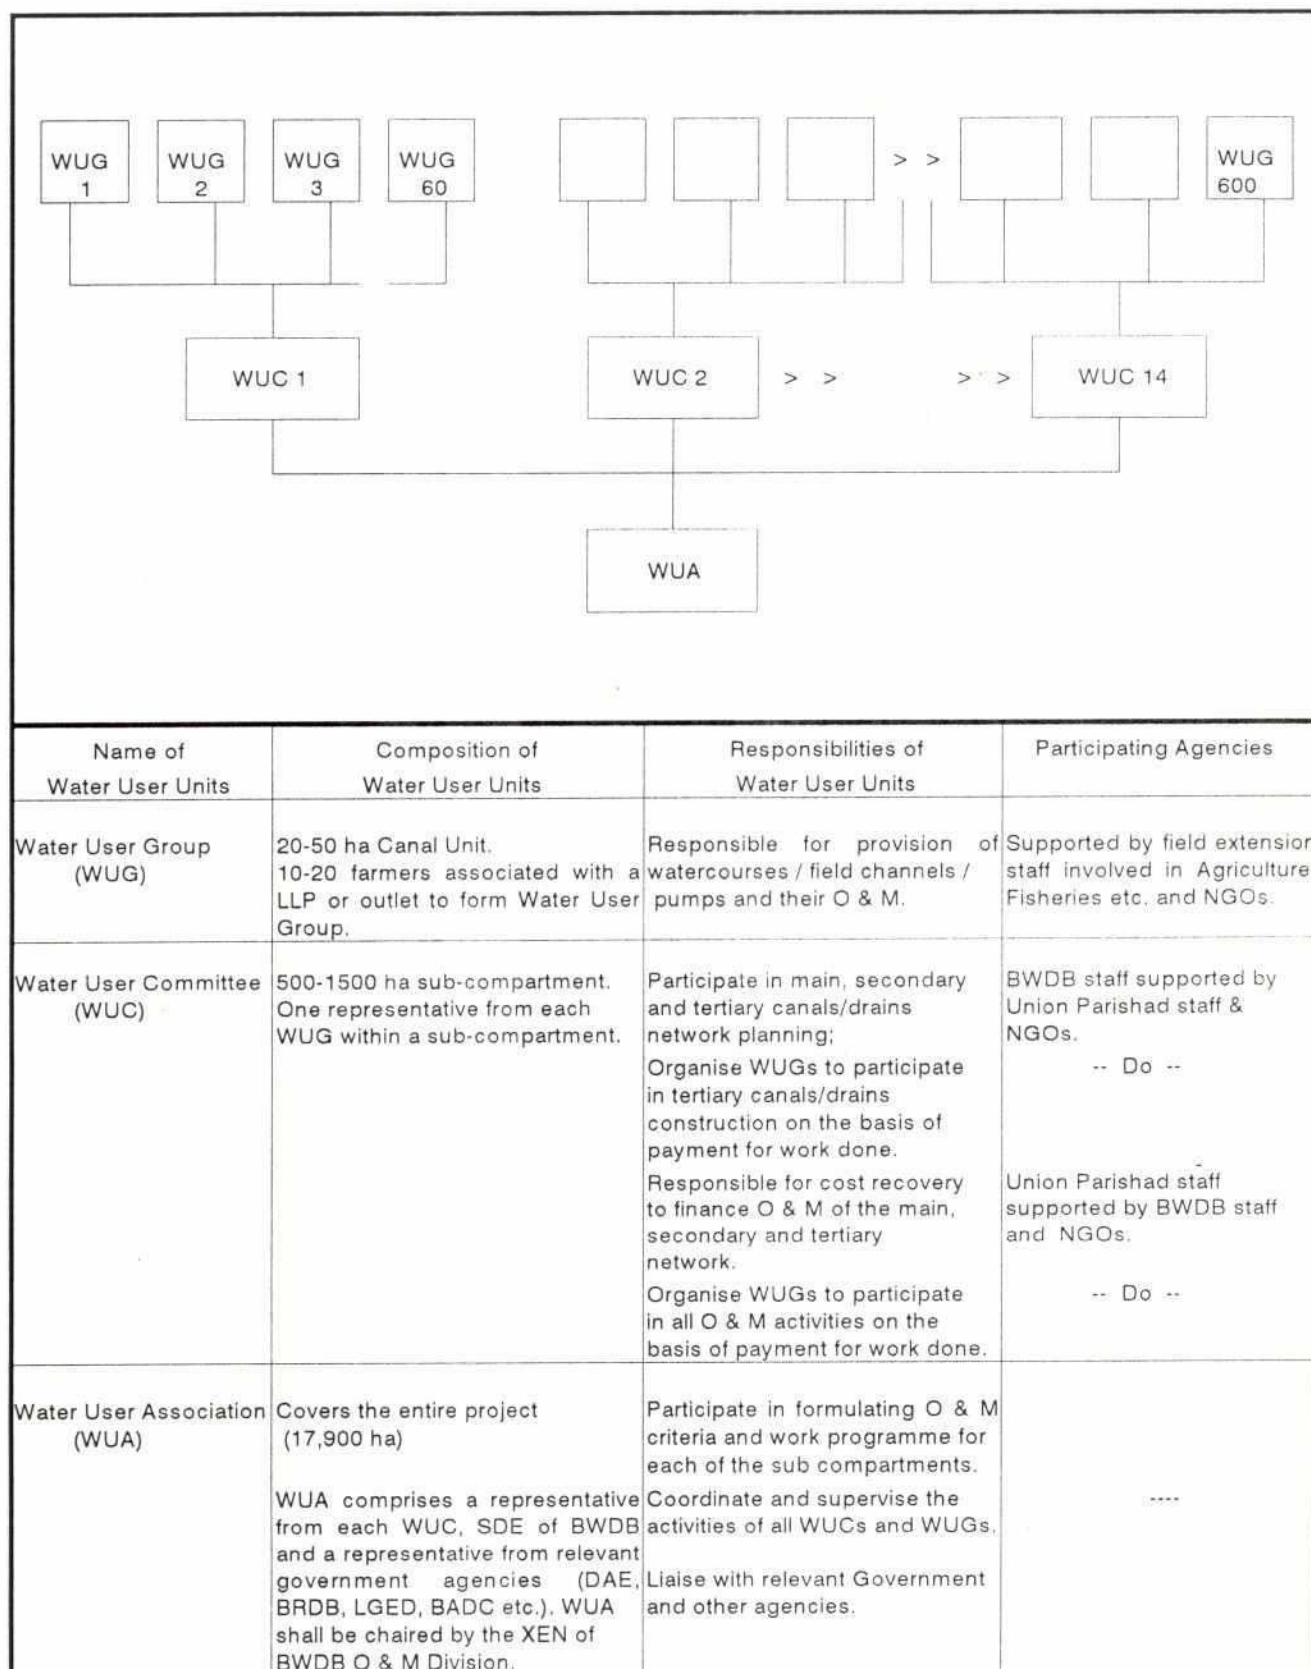 WUG 1
WUG 2
WUG 3
WUG 60
> >
WUG 600
WUC 1
WUC 2
> >
> >
WUC 14
WUA
Name of
Water User Units
Composition of
Water User Units
Responsibilities of
Water User Units
Participating Agencies
Water User Group
(WUG)
20-50 ha Canal Unit.
10-20 farmers associated with a
LLP or outlet to form Water User
Group.
Responsible for provision of
watercourses / field channels /
pumps and their O & M.
Supported by field extension
staff involved in Agriculture
Fisheries etc. and NGOs.
Water User Committee
(WUC)
500-1500 ha sub-compartment.
One representative from each
WUG within a sub-compartment.
Participate in main, secondary
and tertiary canals/drains
network planning;
BWDB staff supported by
Union Parishad staff &
NGOs.
Organise WUGs to participate
in tertiary canals/drains
construction on the basis of
payment for work done.
-- Do --
Responsible for cost recovery
to finance O & M of the main,
secondary and tertiary
network.
Union Parishad staff
supported by BWDB staff
and NGOs.
Organise WUGs to participate
in all O & M activities on the
basis of payment for work done.
-- Do --
Water User Association
(WUA)
Covers the entire project
(17,900 ha)
WUA comprises a representative
from each WUC, SDE of BWDB
and a representative from relevant
government agencies (DAE,
BRDB, LGED, BADC etc.). WUA
shall be chaired by the XEN of
BWDB O & M Division.
Participate in formulating O & M
criteria and work programme for
each of the sub compartments.
Coordinate and supervise the
activities of all WUCs and WUGs.
Liaise with relevant Government
and other agencies.
----